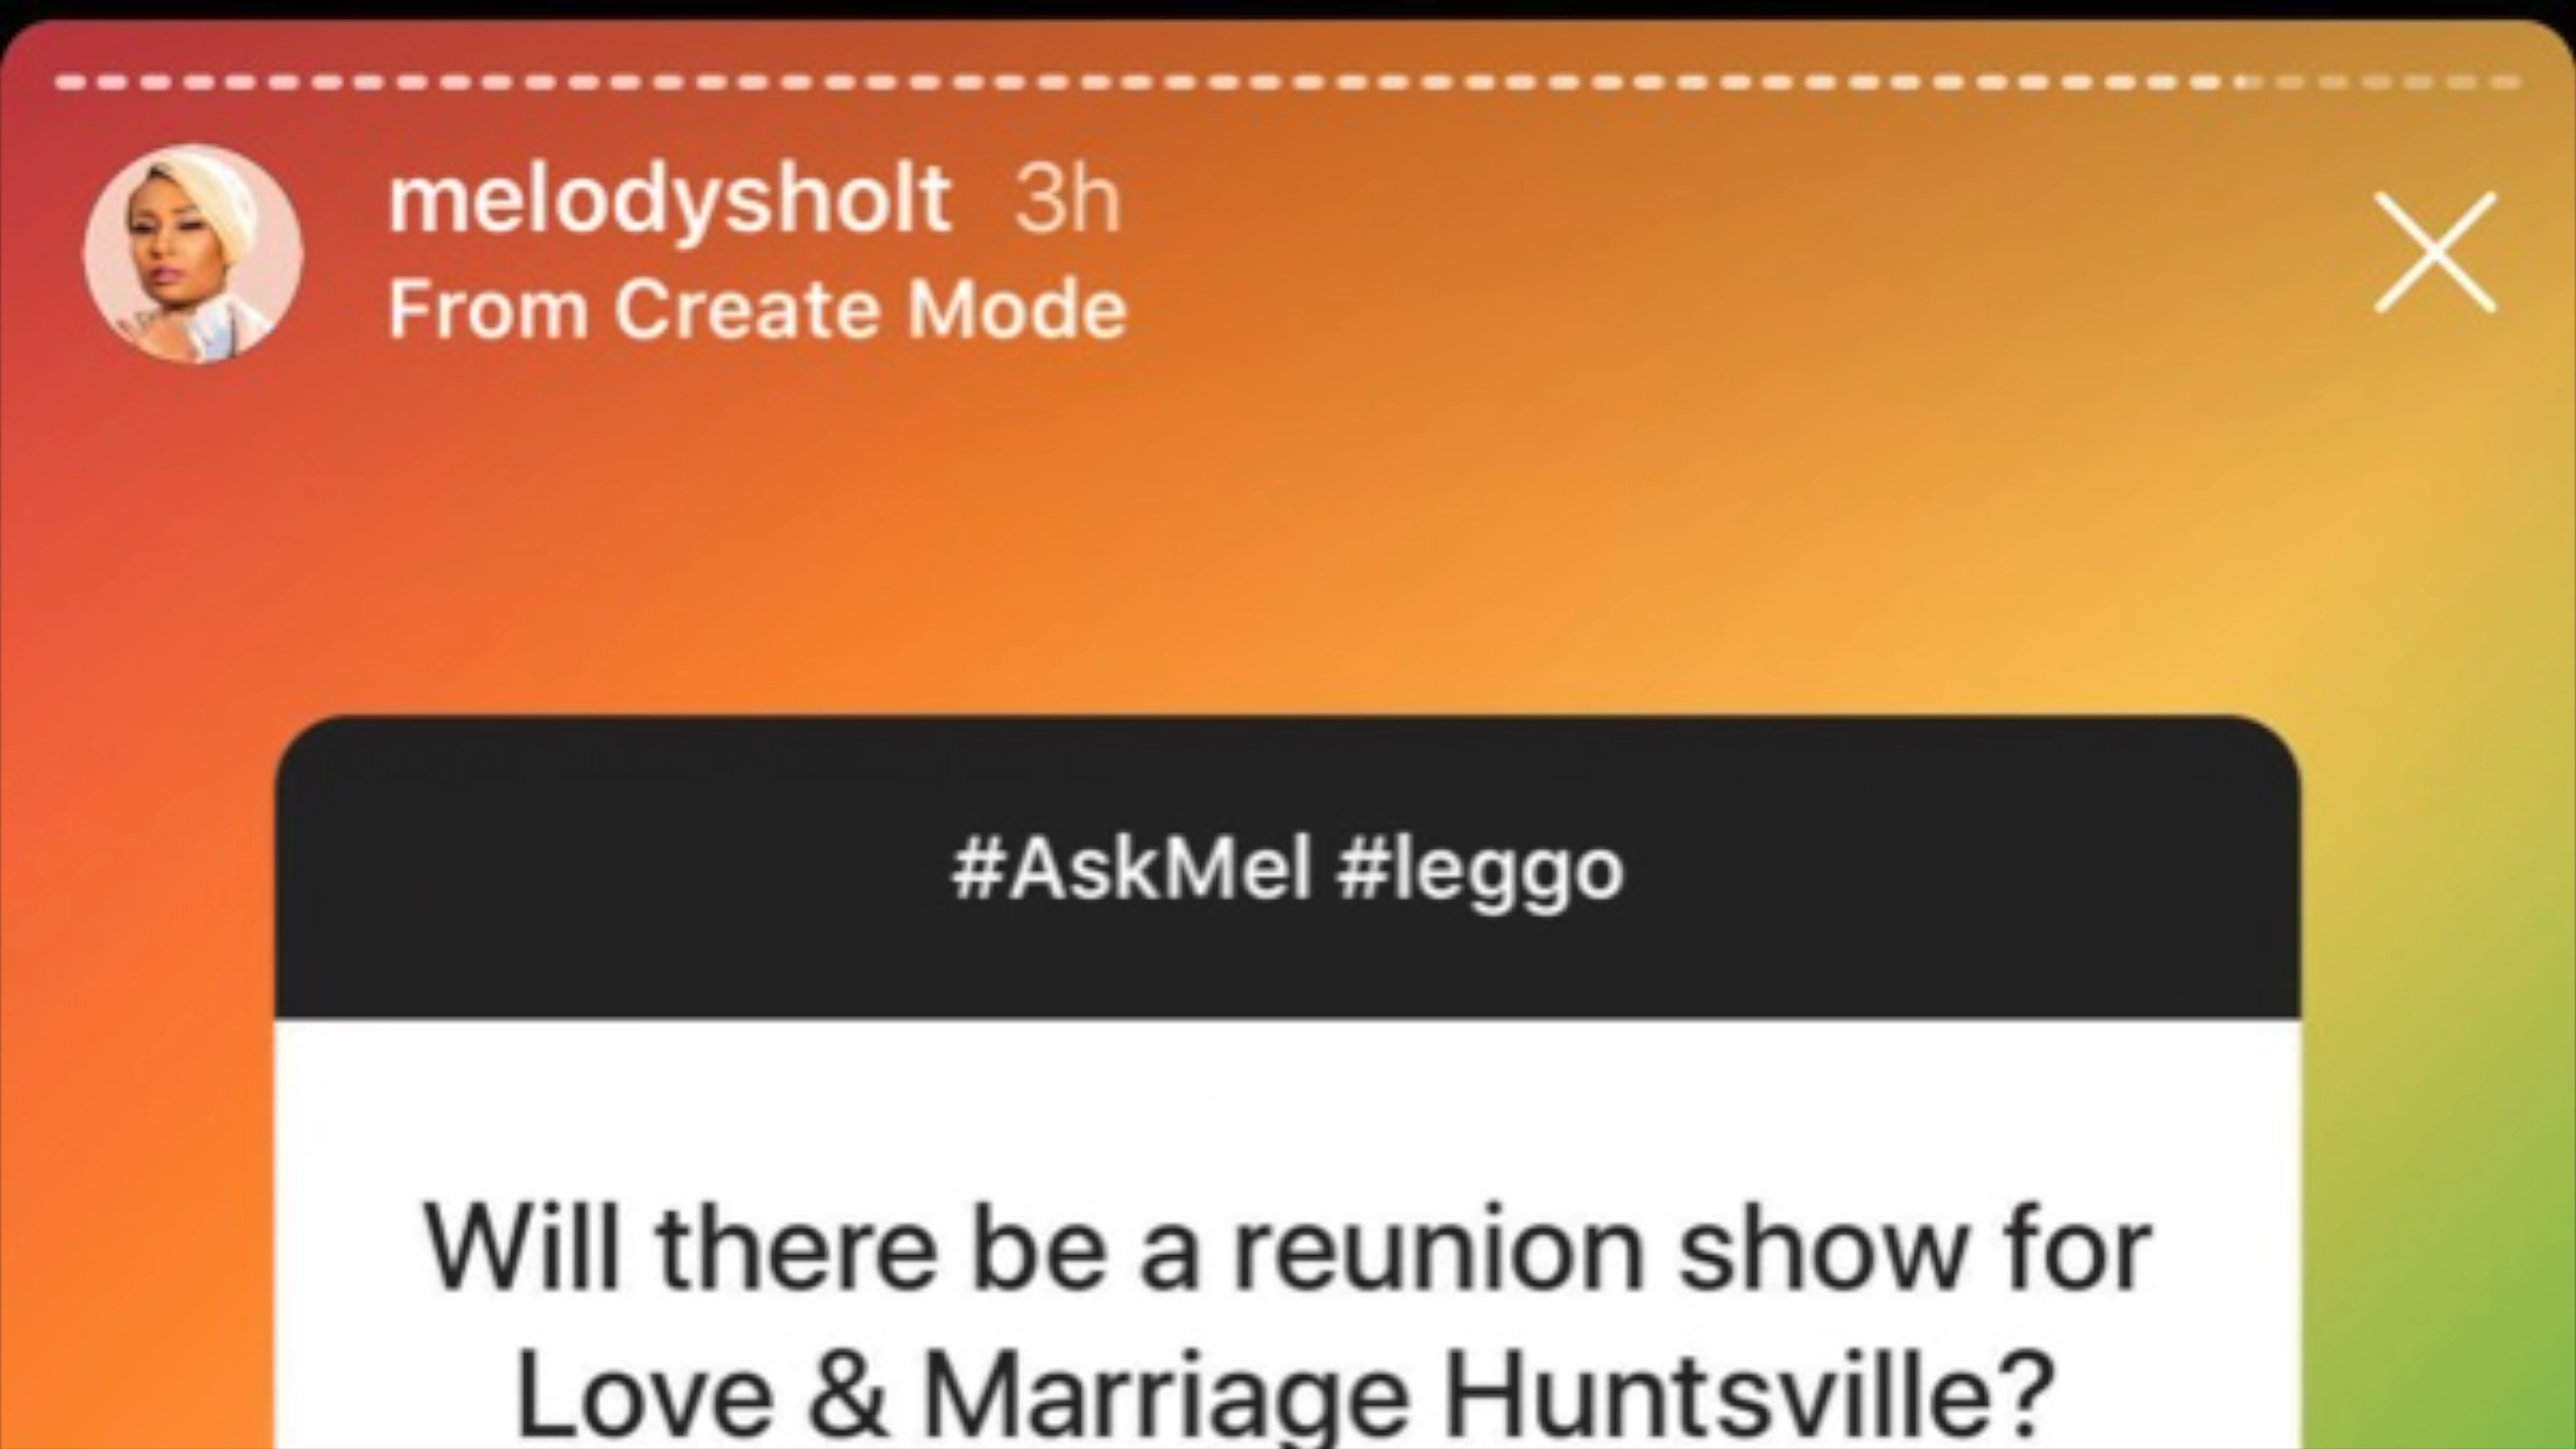 melodysholt 3h
From Create Mode
#AskMel #leggo
Will there be a reunion show for
Love & Marriage Huntsville?